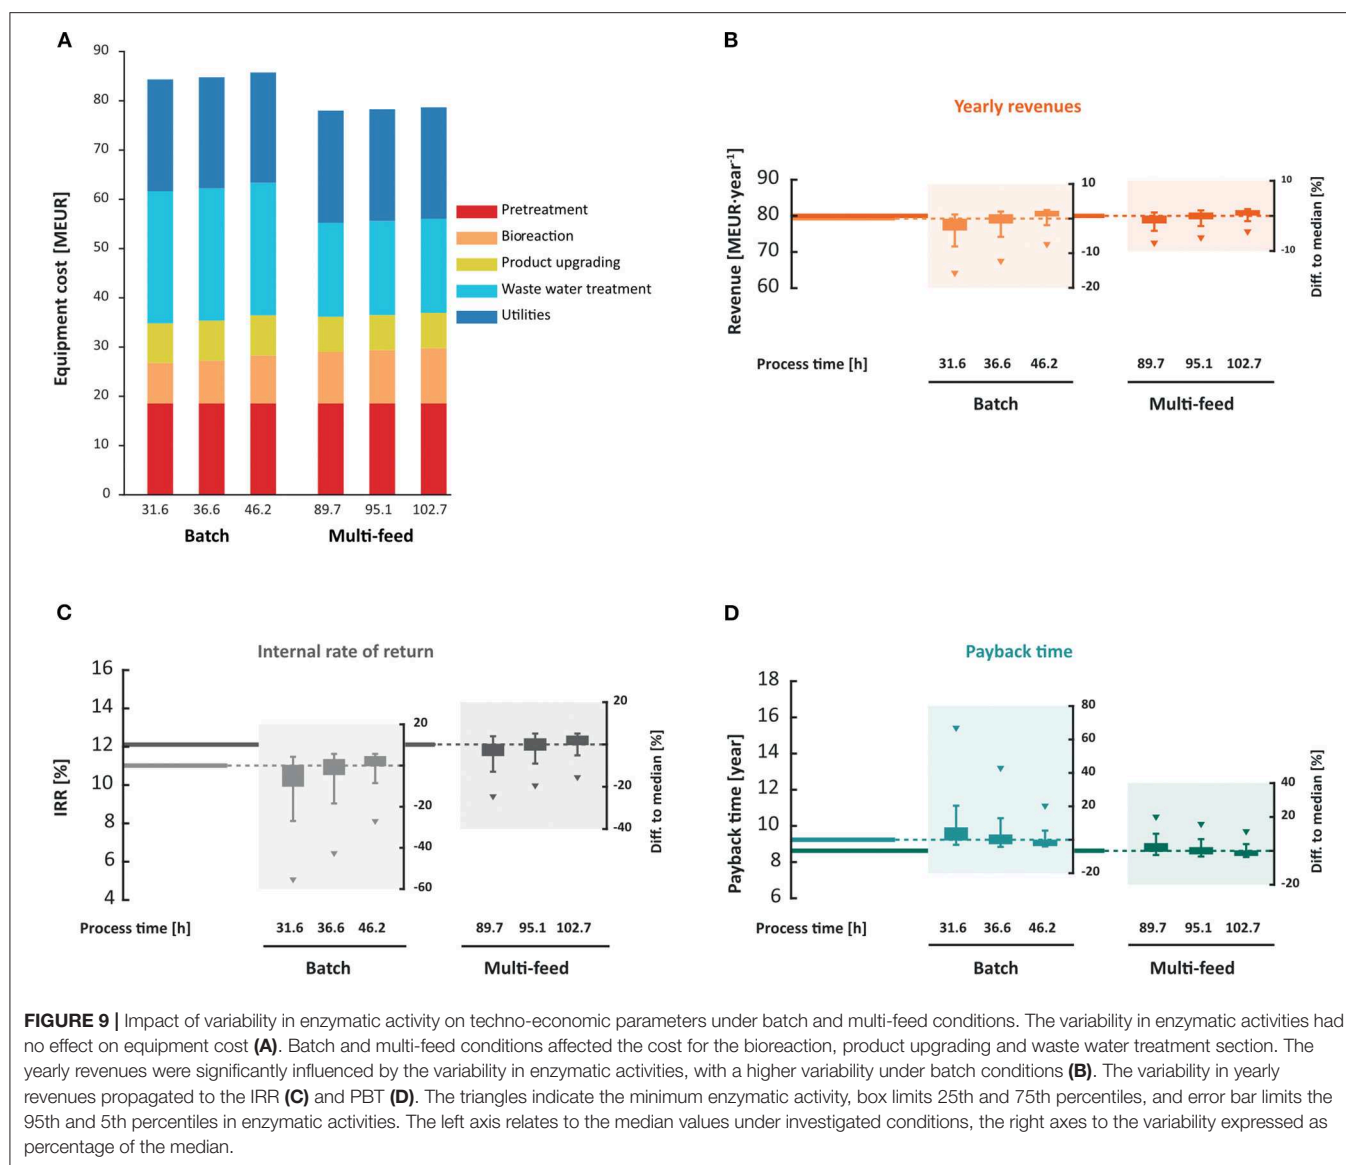 A
90
80
70
60
50
40
30
20
10
0
Equipment cost [MEUR]
31.6 36.6 46.2 89.7 95.1 102.7
Batch Multi-feed
Pretreatment
Bioreaction
Product upgrading
Waste water treatment
Utilities
B
Yearly revenues
Revenue [MEUR·year⁻¹]
90
80
70
60
10
-10
-20
10
-10
Diff. to median [%]
Process time [h] 31.6 36.6 46.2 89.7 95.1 102.7
Batch Multi-feed
C
Internal rate of return
IRR [%]
16
14
12
10
8
6
4
20
-20
-40
-60
20
-20
-40
Diff. to median [%]
Process time [h] 31.6 36.6 46.2 89.7 95.1 102.7
Batch Multi-feed
D
Payback time
Payback time [year]
18
16
14
12
10
8
6
80
60
40
20
-20
40
20
-20
Diff. to median [%]
Process time [h] 31.6 36.6 46.2 89.7 95.1 102.7
Batch Multi-feed
FIGURE 9 | Impact of variability in enzymatic activity on techno-economic parameters under batch and multi-feed conditions. The variability in enzymatic activities had
no effect on equipment cost (A). Batch and multi-feed conditions affected the cost for the bioreaction, product upgrading and waste water treatment section. The
yearly revenues were significantly influenced by the variability in enzymatic activities, with a higher variability under batch conditions (B). The variability in yearly
revenues propagated to the IRR (C) and PBT (D). The triangles indicate the minimum enzymatic activity, box limits 25th and 75th percentiles, and error bar limits the
95th and 5th percentiles in enzymatic activities. The left axis relates to the median values under investigated conditions, the right axes to the variability expressed as
percentage of the median.